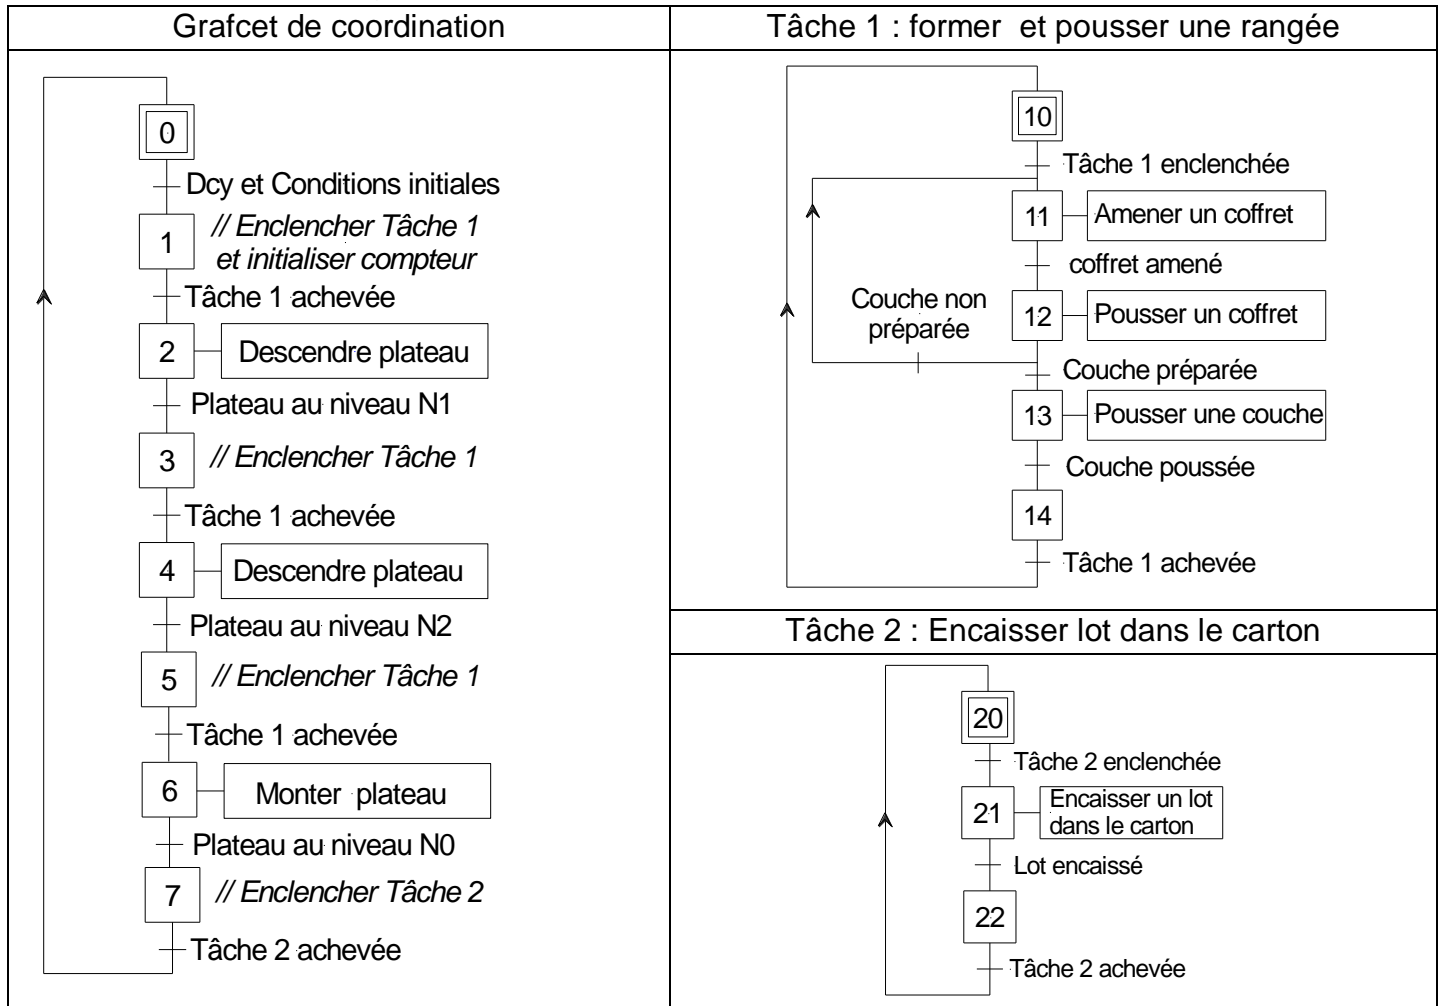 Grafcet de coordination
0
Dcy et Conditions initiales
1
// Enclencher Tâche 1
et initialiser compteur
Tâche 1 achevée
2
Descendre plateau
Plateau au niveau N1
3
// Enclencher Tâche 1
Tâche 1 achevée
4
Descendre plateau
Plateau au niveau N2
5
// Enclencher Tâche 1
Tâche 1 achevée
6
Monter plateau
Plateau au niveau N0
7
// Enclencher Tâche 2
Tâche 2 achevée
Tâche 1 : former et pousser une rangée
10
Tâche 1 enclenchée
11
Amener un coffret
coffret amené
Couche non
préparée
12
Pousser un coffret
Couche préparée
13
Pousser une couche
Couche poussée
14
Tâche 1 achevée
Tâche 2 : Encaisser lot dans le carton
20
Tâche 2 enclenchée
21
Encaisser un lot
dans le carton
Lot encaissé
22
Tâche 2 achevée